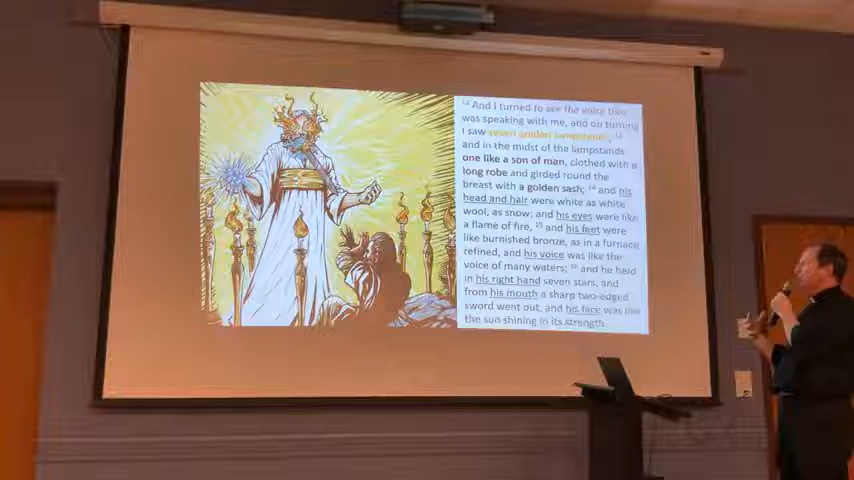 12 And I turned to see the voice that
was speaking with me, and on turning
I saw seven golden lampstands, 13
and in the midst of the lampstands
one like a son of man, clothed with a
long robe and girded round the
breast with a golden sash; 14 and his
head and hair were white as white
wool, as snow; and his eyes were like
a flame of fire, 15 and his feet were
like burnished bronze, as in a furnace
refined, and his voice was like the
voice of many waters; 16 and he held
in his right hand seven stars, and
from his mouth a sharp two-edged
sword went out, and his face was like
the sun shining in its strength.